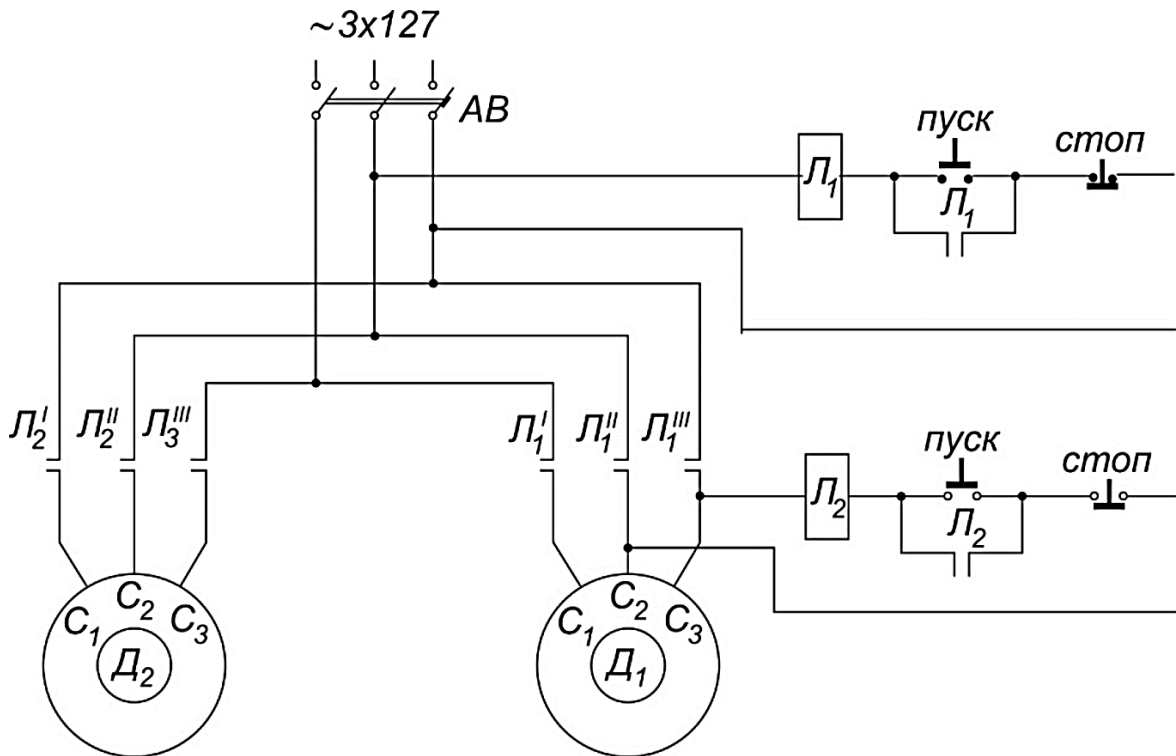 ~3х127
АВ
пуск
стоп
Л₁
Л₁
Л₂ᴵ
Л₂ᴵᴵ
Л₃ᴵᴵᴵ
Л₁ᴵ
Л₁ᴵᴵ
Л₁ᴵᴵᴵ
пуск
стоп
Л₂
Л₂
С₁
С₂
С₃
Д₂
С₁
С₂
С₃
Д₁